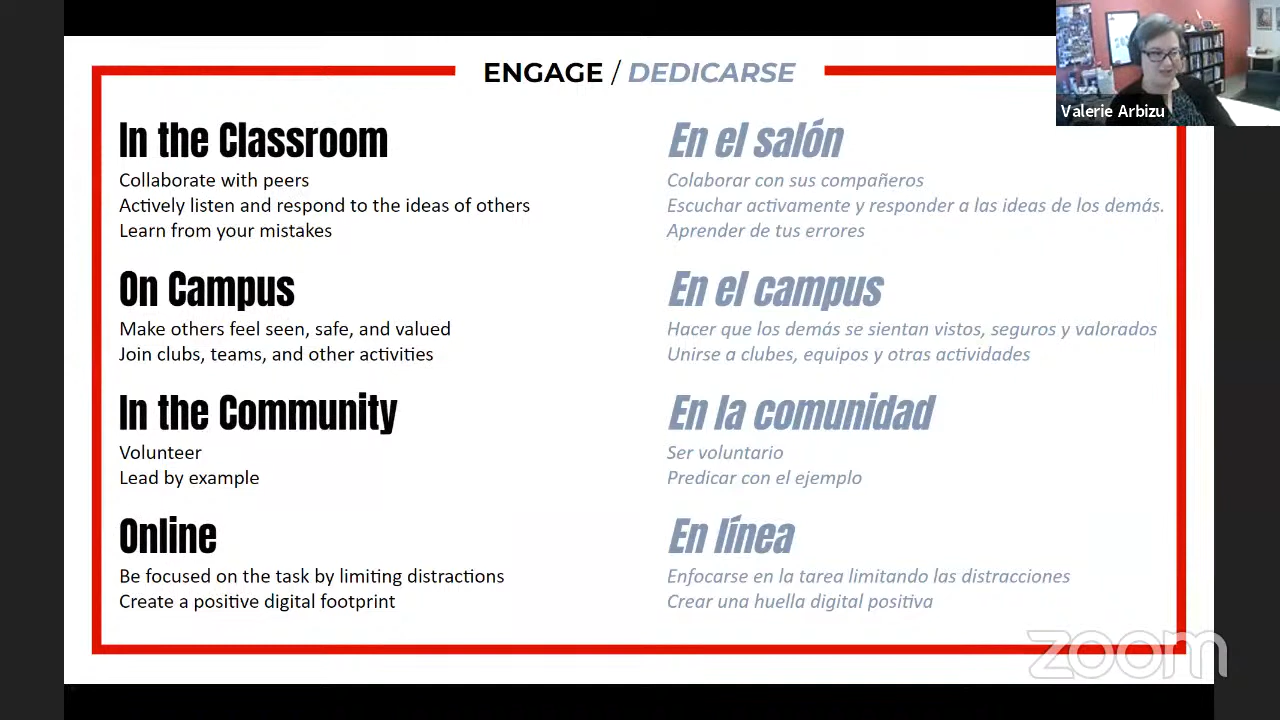 ENGAGE / DEDICARSE
Valerie Arbizu
In the Classroom
Collaborate with peers
Actively listen and respond to the ideas of others
Learn from your mistakes
On Campus
Make others feel seen, safe, and valued
Join clubs, teams, and other activities
In the Community
Volunteer
Lead by example
Online
Be focused on the task by limiting distractions
Create a positive digital footprint
En el salón
Colaborar con sus compañeros
Escuchar activamente y responder a las ideas de los demás.
Aprender de tus errores
En el campus
Hacer que los demás se sientan vistos, seguros y valorados
Unirse a clubes, equipos y otras actividades
En la comunidad
Ser voluntario
Predicar con el ejemplo
En línea
Enfocarse en la tarea limitando las distracciones
Crear una huella digital positiva
zoom